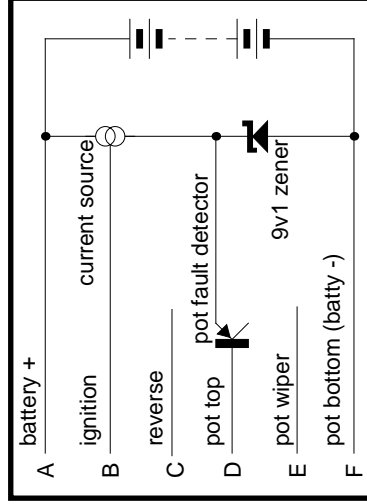 A battery +
B ignition
current source
C reverse
D pot top
pot fault detector
9v1 zener
E pot wiper
F pot bottom (batty -)